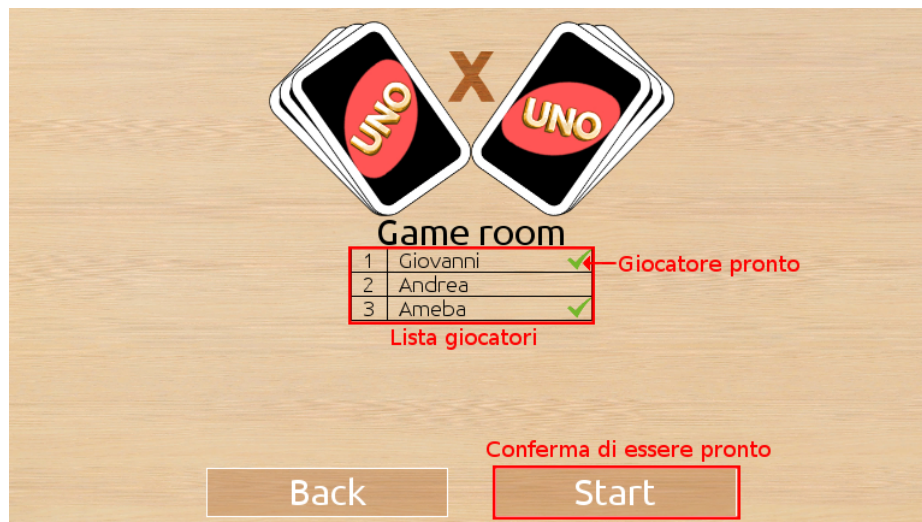 UNO X UNO
Game room
1 Giovanni
Giocatore pronto
2 Andrea
3 Ameba
Lista giocatori
Conferma di essere pronto
Back Start